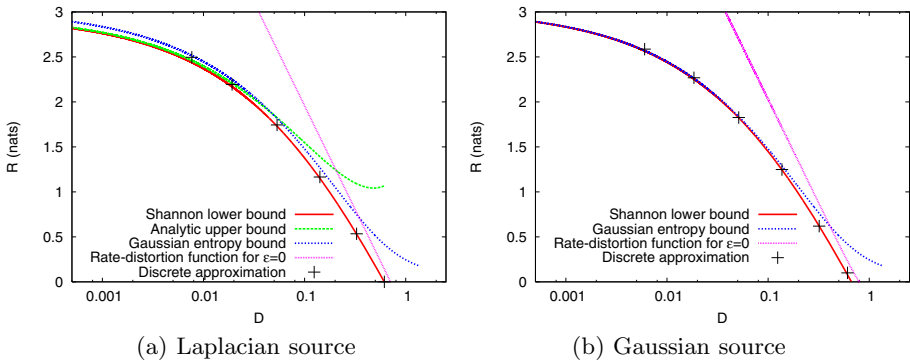 3
2.5
2
1.5
1
0.5
0
R (nats)
0.001
0.01
0.1
1
D
Shannon lower bound
Analytic upper bound
Gaussian entropy bound
Rate-distortion function for ε=0
Discrete approximation
(a) Laplacian source
3
2.5
2
1.5
1
0.5
0
R (nats)
0.001
0.01
0.1
1
D
Shannon lower bound
Gaussian entropy bound
Rate-distortion function for ε=0
Discrete approximation
(b) Gaussian source